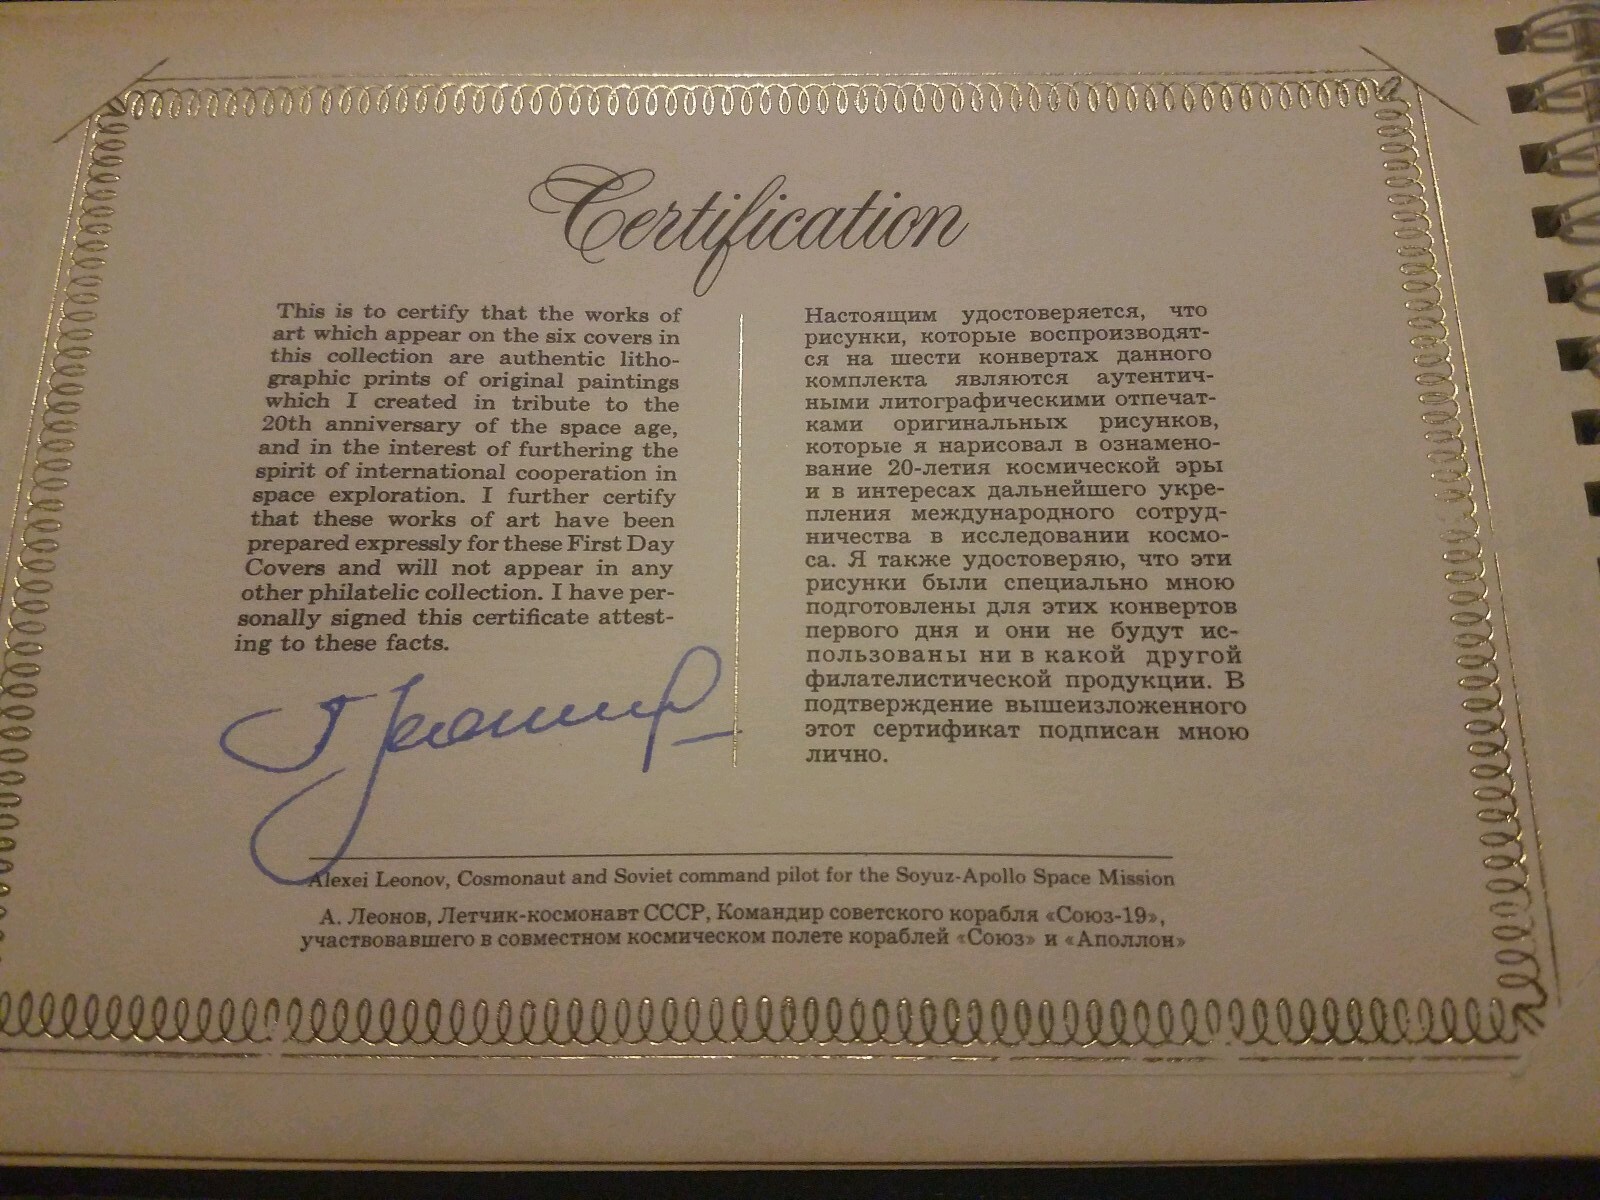 Certification
This is to certify that the works of
art which appear on the six covers in
this collection are authentic litho-
graphic prints of original paintings
which I created in tribute to the
20th anniversary of the space age,
and in the interest of furthering the
spirit of international cooperation in
space exploration. I further certify
that these works of art have been
prepared expressly for these First Day
Covers and will not appear in any
other philatelic collection. I have per-
sonally signed this certificate attest-
ing to these facts.
Настоящим удостоверяется, что
рисунки, которые воспроизводят-
ся на шести конвертах данного
комплекта являются аутентич-
ными литографическими отпечат-
ками оригинальных рисунков,
которые я нарисовал в ознамено-
вание 20-летия космической эры
и в интересах дальнейшего укре-
пления международного сотруд-
ничества в исследовании космо-
са. Я также удостоверяю, что эти
рисунки были специально мною
подготовлены для этих конвертов
первого дня и они не будут ис-
пользованы ни в какой другой
филателистической продукции. В
подтверждение вышеизложенного
этот сертификат подписан мною
лично.
Alexei Leonov, Cosmonaut and Soviet command pilot for the Soyuz-Apollo Space Mission
А. Леонов, Летчик-космонавт СССР, Командир советского корабля «Союз-19»,
участвовавшего в совместном космическом полете кораблей «Союз» и «Аполлон»